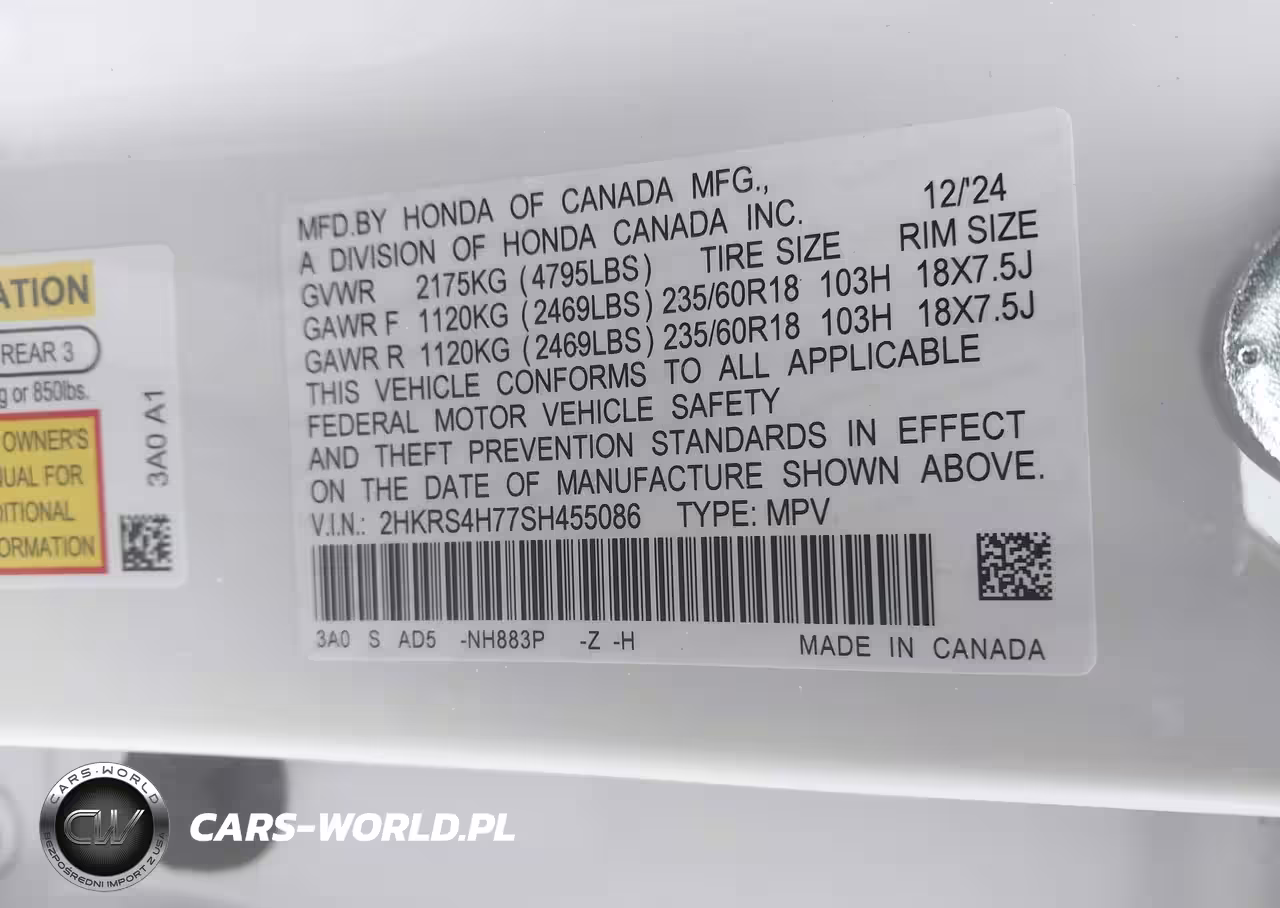 ATION
REAR 3
g or 850lbs.
OWNER'S
NUAL FOR
DITIONAL
ORMATION
3A0 A1
MFD.BY HONDA OF CANADA MFG.,
12/'24
A DIVISION OF HONDA CANADA INC.
GVWR 2175KG (4795LBS) TIRE SIZE RIM SIZE
GAWR F 1120KG (2469LBS) 235/60R18 103H 18X7.5J
GAWR R 1120KG (2469LBS) 235/60R18 103H 18X7.5J
THIS VEHICLE CONFORMS TO ALL APPLICABLE
FEDERAL MOTOR VEHICLE SAFETY
AND THEFT PREVENTION STANDARDS IN EFFECT
ON THE DATE OF MANUFACTURE SHOWN ABOVE.
V.I.N.: 2HKRS4H77SH455086 TYPE: MPV
3A0 S AD5 -NH883P -Z -H MADE IN CANADA
CARS-WORLD
CW
BEZPOŚREDNI IMPORT Z USA
CARS-WORLD.PL